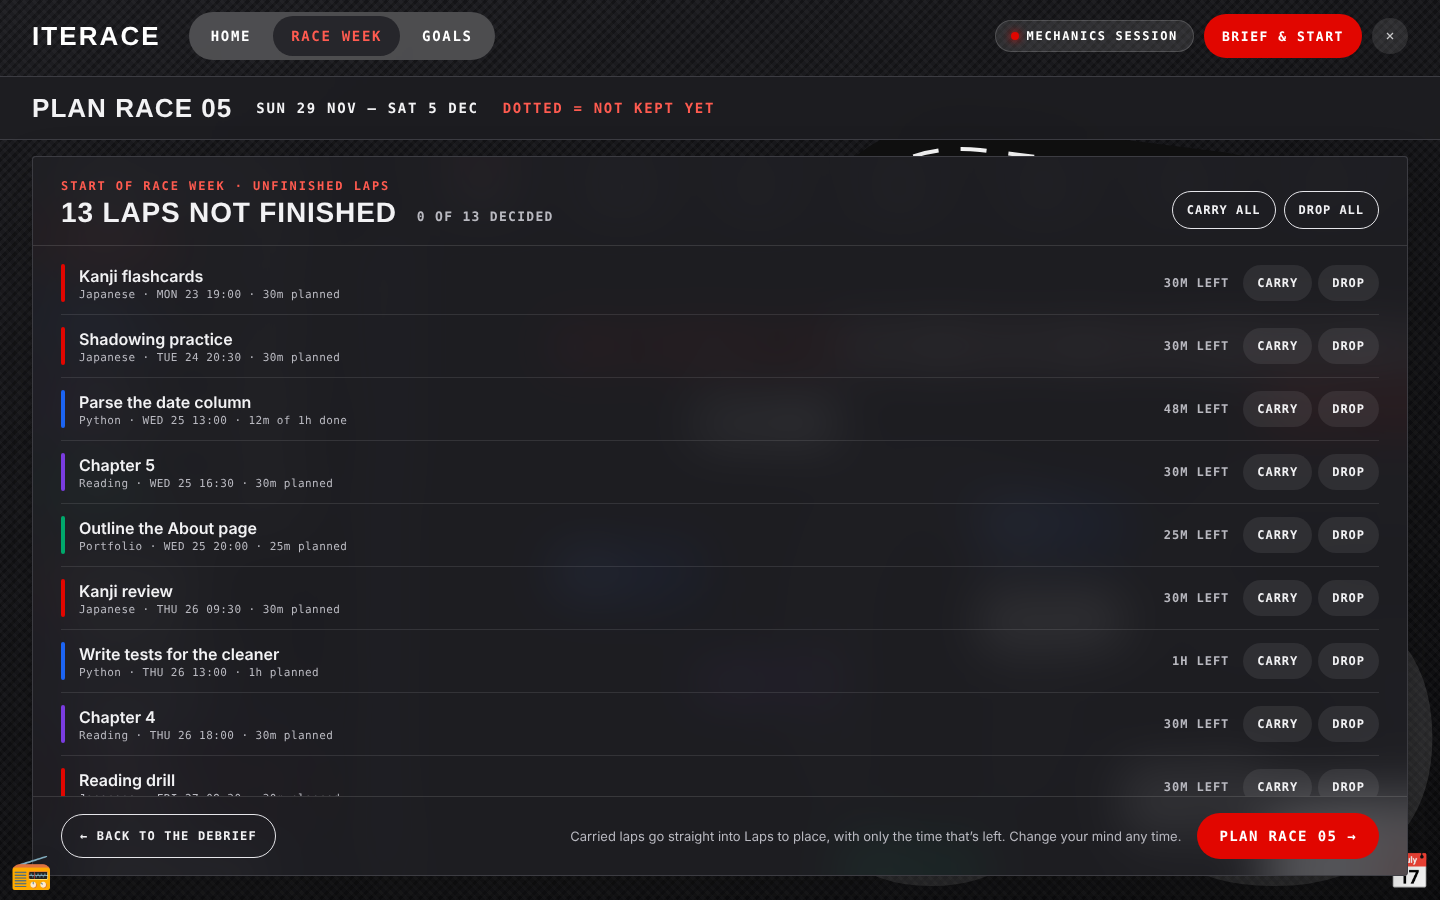 ITERACE
HOME
RACE WEEK
GOALS
MECHANICS SESSION
BRIEF & START
×
PLAN RACE 05
SUN 29 NOV – SAT 5 DEC
DOTTED = NOT KEPT YET
START OF RACE WEEK · UNFINISHED LAPS
13 LAPS NOT FINISHED
0 OF 13 DECIDED
CARRY ALL
DROP ALL
Kanji flashcards
Japanese · MON 23 19:00 · 30m planned
30M LEFT
CARRY
DROP
Shadowing practice
Japanese · TUE 24 20:30 · 30m planned
30M LEFT
CARRY
DROP
Parse the date column
Python · WED 25 13:00 · 12m of 1h done
48M LEFT
CARRY
DROP
Chapter 5
Reading · WED 25 16:30 · 30m planned
30M LEFT
CARRY
DROP
Outline the About page
Portfolio · WED 25 20:00 · 25m planned
25M LEFT
CARRY
DROP
Kanji review
Japanese · THU 26 09:30 · 30m planned
30M LEFT
CARRY
DROP
Write tests for the cleaner
Python · THU 26 13:00 · 1h planned
1H LEFT
CARRY
DROP
Chapter 4
Reading · THU 26 18:00 · 30m planned
30M LEFT
CARRY
DROP
Reading drill
30M LEFT
CARRY
DROP
← BACK TO THE DEBRIEF
Carried laps go straight into Laps to place, with only the time that's left. Change your mind any time.
PLAN RACE 05 →
17